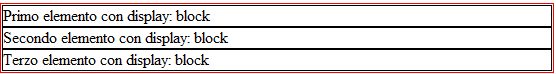 Primo elemento con display: block
Secondo elemento con display: block
Terzo elemento con display: block